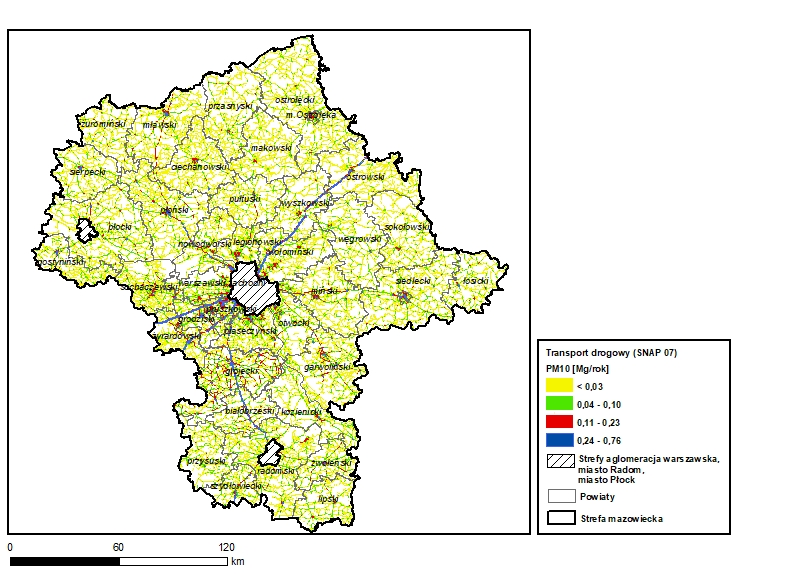 ostrołęcki
przasnyski
m.Ostrołęka
żuromiński
mławski
makowski
ciechanowski
sierpecki
ostrowski
pułtuski
wyszkowski
płoński
płocki
sokołowski
węgrowski
nowodworski
legionowski
wołomiński
gostyniński
siedlecki
łosicki
sochaczewski
warszawski zachodni
miński
pruszkowski
grodziski
otwocki
piaseczyński
żyrardowski
garwoliński
grójecki
białobrzeski
kozienicki
przysuski
radomski
zwoleński
szydłowiecki
lipski
Transport drogowy (SNAP 07)
PM10 [Mg/rok]
< 0,03
0,04 - 0,10
0,11 - 0,23
0,24 - 0,76
Strefy aglomeracja warszawska,
miasto Radom,
miasto Płock
Powiaty
Strefa mazowiecka
0 60 120
km